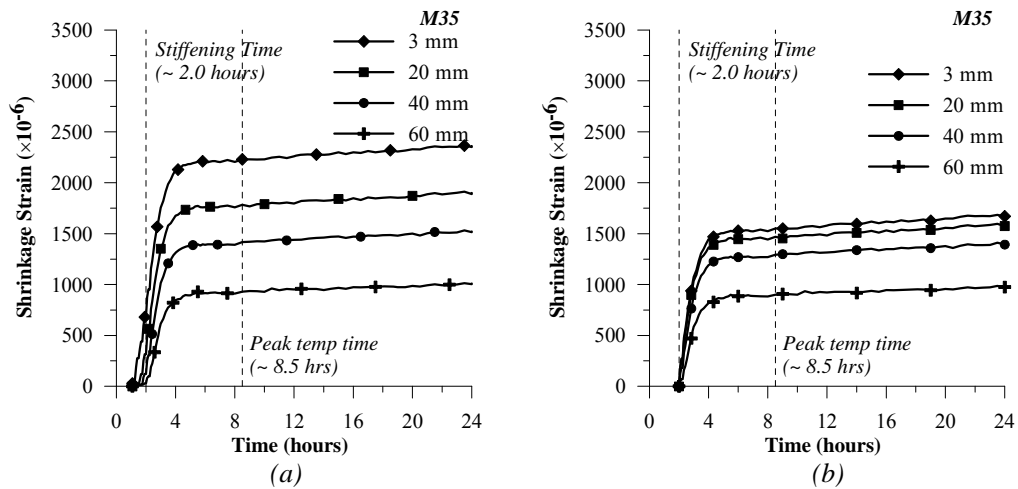 M35
3 mm
20 mm
40 mm
60 mm
Stiffening Time
(~ 2.0 hours)
Peak temp time
(~ 8.5 hrs)
Shrinkage Strain (×10-6)
3500
3000
2500
2000
1500
1000
500
0
0 4 8 12 16 20 24
Time (hours)
(a)
M35
3 mm
20 mm
40 mm
60 mm
Stiffening Time
(~ 2.0 hours)
Peak temp time
(~ 8.5 hrs)
Shrinkage Strain (×10-6)
3500
3000
2500
2000
1500
1000
500
0
0 4 8 12 16 20 24
Time (hours)
(b)